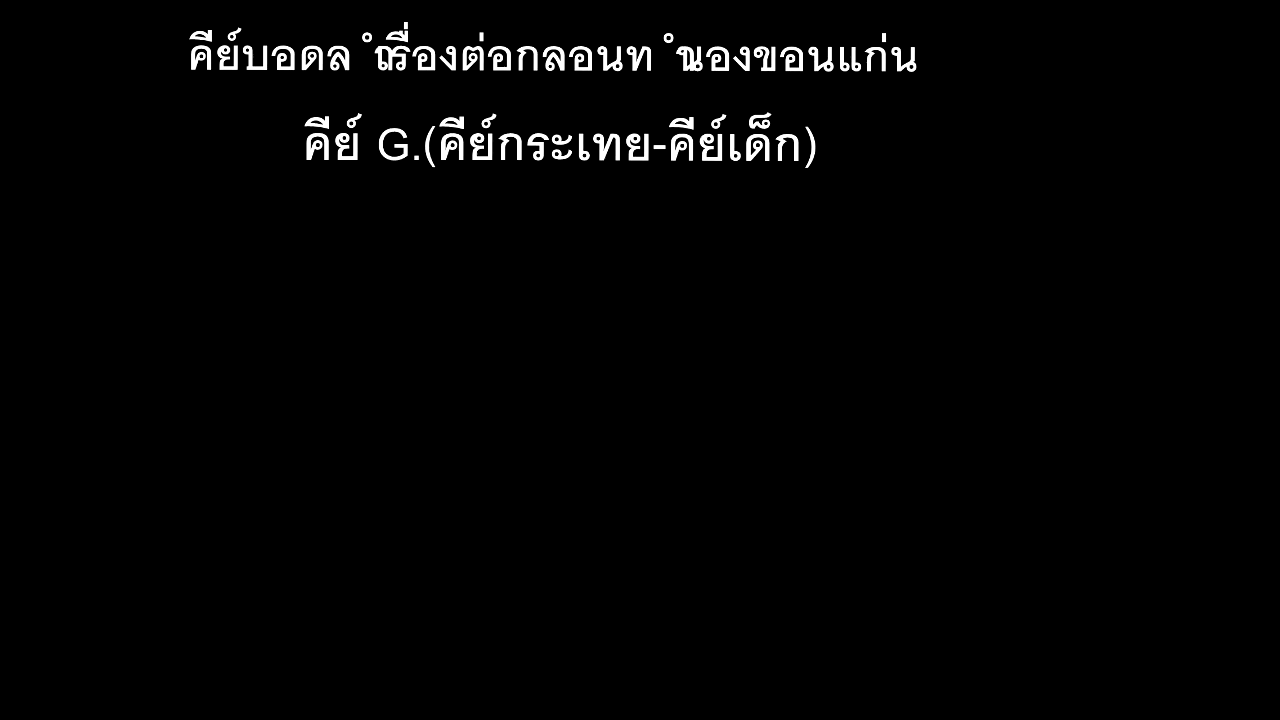 คีย์บอดลำเรื่องต่อกลอนทำนองขอนแก่น
คีย์ G.(คีย์กระเทย-คีย์เด็ก)